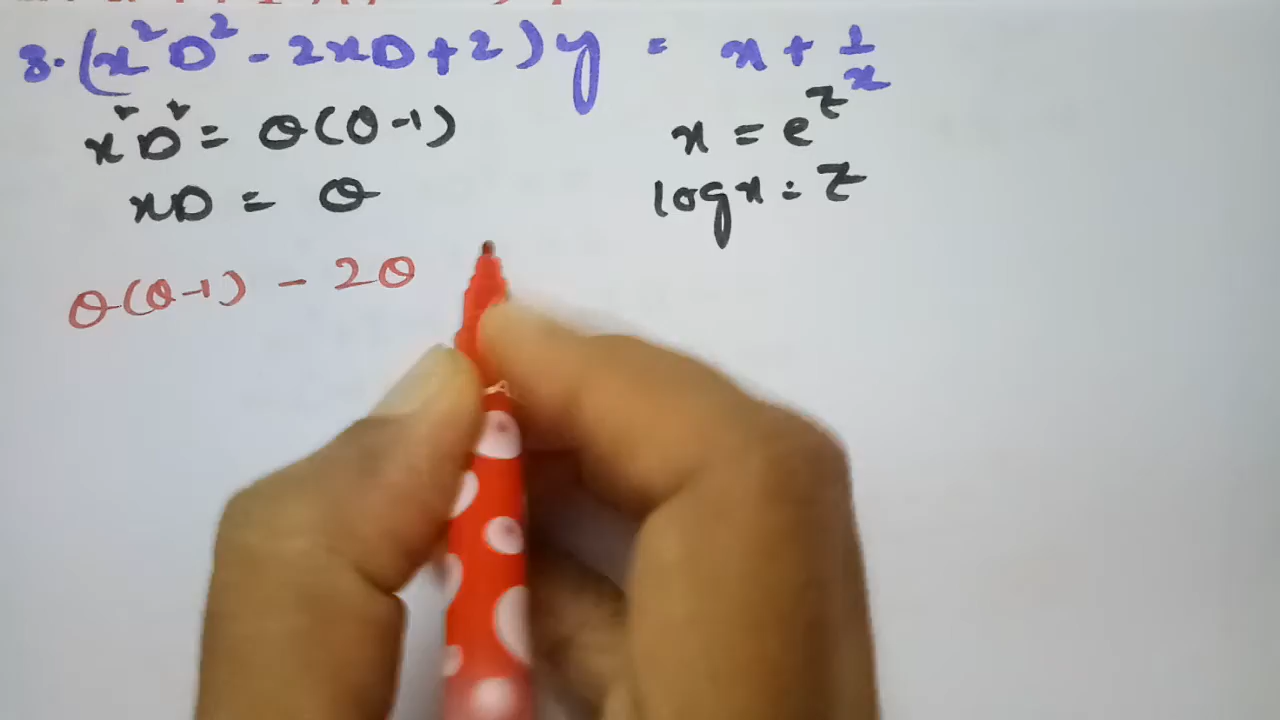 8. (x²D² - 2xD + 2)y = x + 1/x
x²D² = θ(θ-1) x = e^z
xD = θ log x = z
θ(θ-1) - 2θ